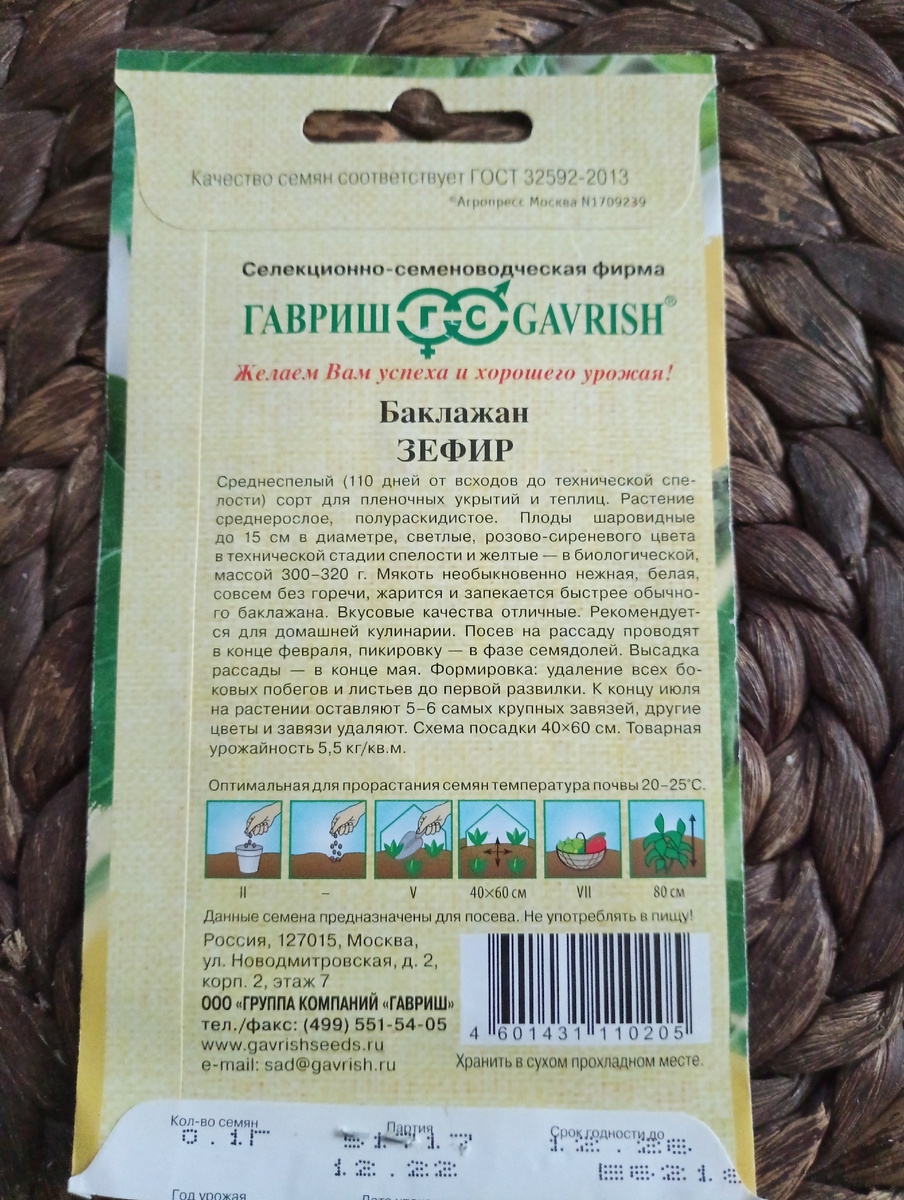 Качество семян соответствует ГОСТ 32592-2013
©Агропресс Москва N1709239
Селекционно-семеноводческая фирма
ГАВРИШ ГС GAVRISH®
Желаем Вам успеха и хорошего урожая!
Баклажан
ЗЕФИР
Среднеспелый (110 дней от всходов до технической спе-
лости) сорт для пленочных укрытий и теплиц. Растение
среднерослое, полураскидистое. Плоды шаровидные
до 15 см в диаметре, светлые, розово-сиреневого цвета
в технической стадии спелости и желтые — в биологической,
массой 300–320 г. Мякоть необыкновенно нежная, белая,
совсем без горечи, жарится и запекается быстрее обычно-
го баклажана. Вкусовые качества отличные. Рекомендует-
ся для домашней кулинарии. Посев на рассаду проводят
в конце февраля, пикировку — в фазе семядолей. Высадка
рассады — в конце мая. Формировка: удаление всех бо-
ковых побегов и листьев до первой развилки. К концу июля
на растении оставляют 5–6 самых крупных завязей, другие
цветы и завязи удаляют. Схема посадки 40×60 см. Товарная
урожайность 5,5 кг/кв.м.
Оптимальная для прорастания семян температура почвы 20–25°С.
II – V 40×60 см VII 80 см
Данные семена предназначены для посева. Не употреблять в пищу!
Россия, 127015, Москва,
ул. Новодмитровская, д. 2,
корп. 2, этаж 7
ООО «ГРУППА КОМПАНИЙ «ГАВРИШ»
тел./факс: (499) 551-54-05
www.gavrishseeds.ru
e-mail: sad@gavrish.ru
4 601431 110205
Хранить в сухом прохладном месте.
Кол-во семян Партия Срок годности до
0.1Г
12.22
Год урожая